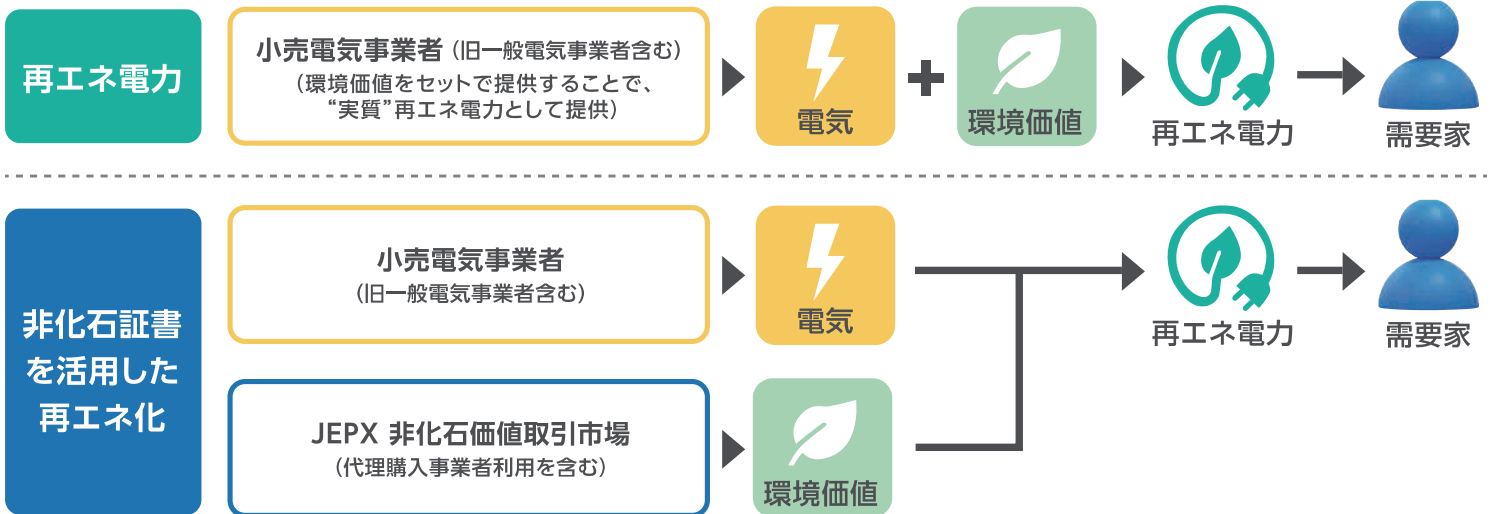 再エネ電力
小売電気事業者（旧一般電気事業者含む）
（環境価値をセットで提供することで、
“実質”再エネ電力として提供）
電気
環境価値
再エネ電力
需要家
非化石証書
を活用した
再エネ化
小売電気事業者
（旧一般電気事業者含む）
電気
JEPX 非化石価値取引市場
（代理購入事業者利用を含む）
環境価値
再エネ電力
需要家